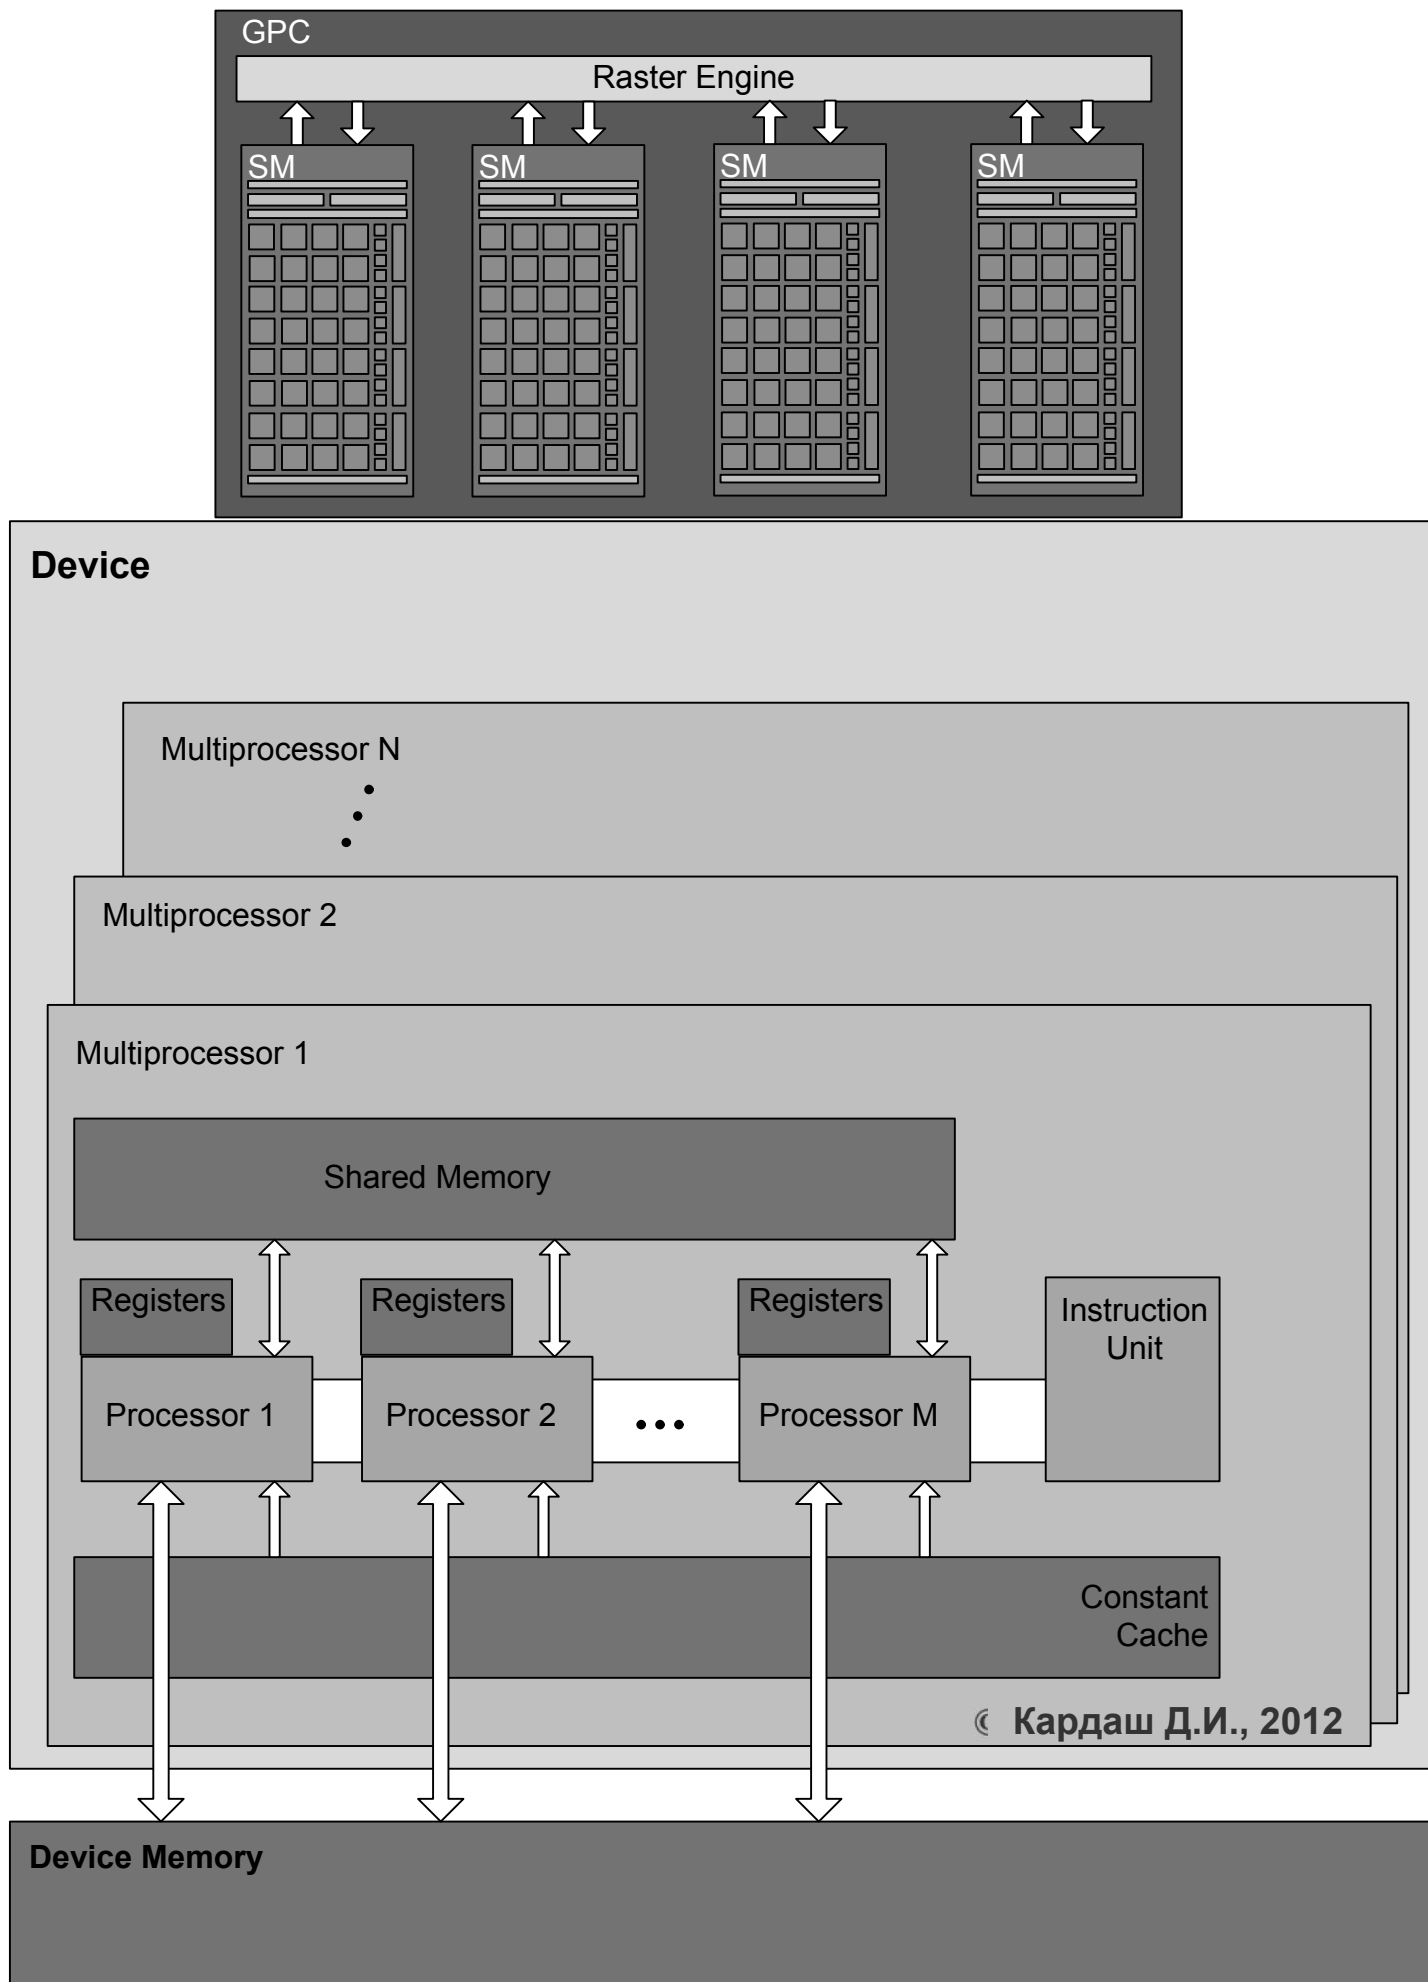 GPC
Raster Engine
SM
SM
SM
SM
Device
Multiprocessor N
Multiprocessor 2
Multiprocessor 1
Shared Memory
Registers
Registers
Registers
Instruction
Unit
Processor 1
Processor 2
...
Processor M
Constant
Cache
© Кардаш Д.И., 2012
Device Memory